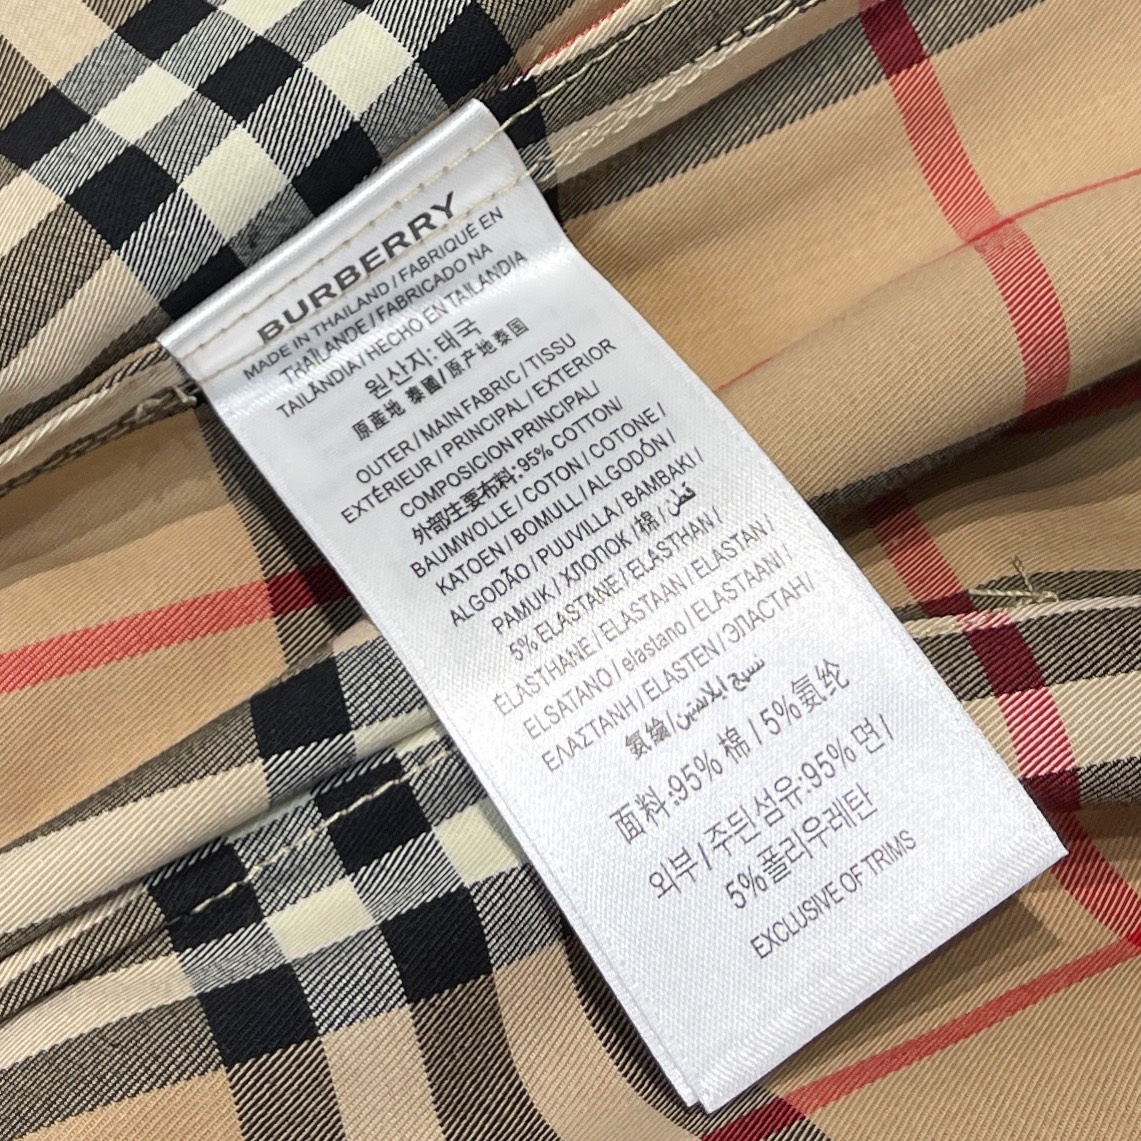 BURBERRY
MADE IN THAILAND / FABRIQUÉ EN
THAÏLANDE / FABRICADO NA
TAILÂNDIA / HECHO EN TAILANDIA
원산지: 태국
原産地 泰國 / 原产地 泰国
OUTER / MAIN FABRIC / TISSU
EXTÉRIEUR / PRINCIPAL / EXTERIOR
COMPOSICION PRINCIPAL /
外部/主要布料:95% COTTON/
BAUMWOLLE / COTON / COTONE /
KATOEN / BOMULL / ALGODÓN /
ALGODÃO / PUUVILLA / BAMBAKI /
PAMUK / ХЛОПОК / 棉 / قطن
5% ELASTANE / ELASTHAN /
ÉLASTHANE / ELASTAAN / ELASTAN /
ELSATANO / elastano / ELASTAANI /
ΕΛΑΣΤΑΝΗ / ELASTEN / ЭЛАСТАН/
氨綸/نسيج ايلاستين
面料:95% 棉 / 5% 氨纶
외부 / 주된 섬유:95% 면 /
5%폴리우레탄
EXCLUSIVE OF TRIMS